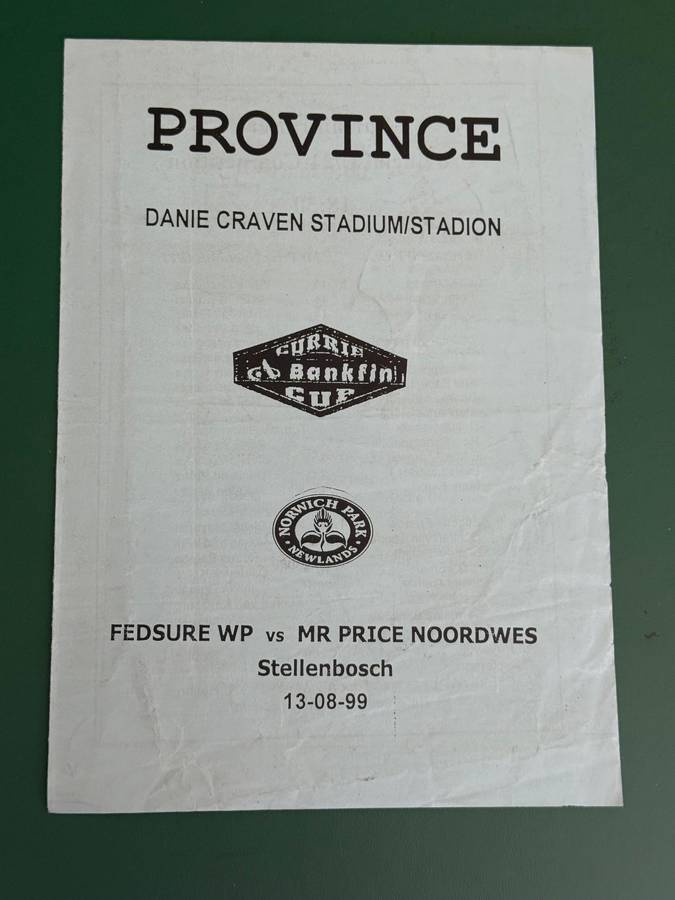 PROVINCE
DANIE CRAVEN STADIUM/STADION
CURRIE
Bankfin
CUP
NORWICH PARK
NEWLANDS
FEDSURE WP vs MR PRICE NOORDWES
Stellenbosch
13-08-99